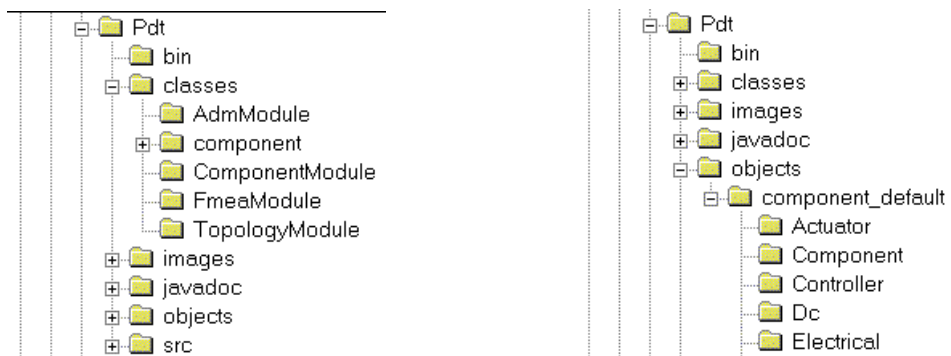 Pdt
bin
classes
AdmModule
component
ComponentModule
FmeaModule
TopologyModule
images
javadoc
objects
src
Pdt
bin
classes
images
javadoc
objects
component_default
Actuator
Component
Controller
Dc
Electrical